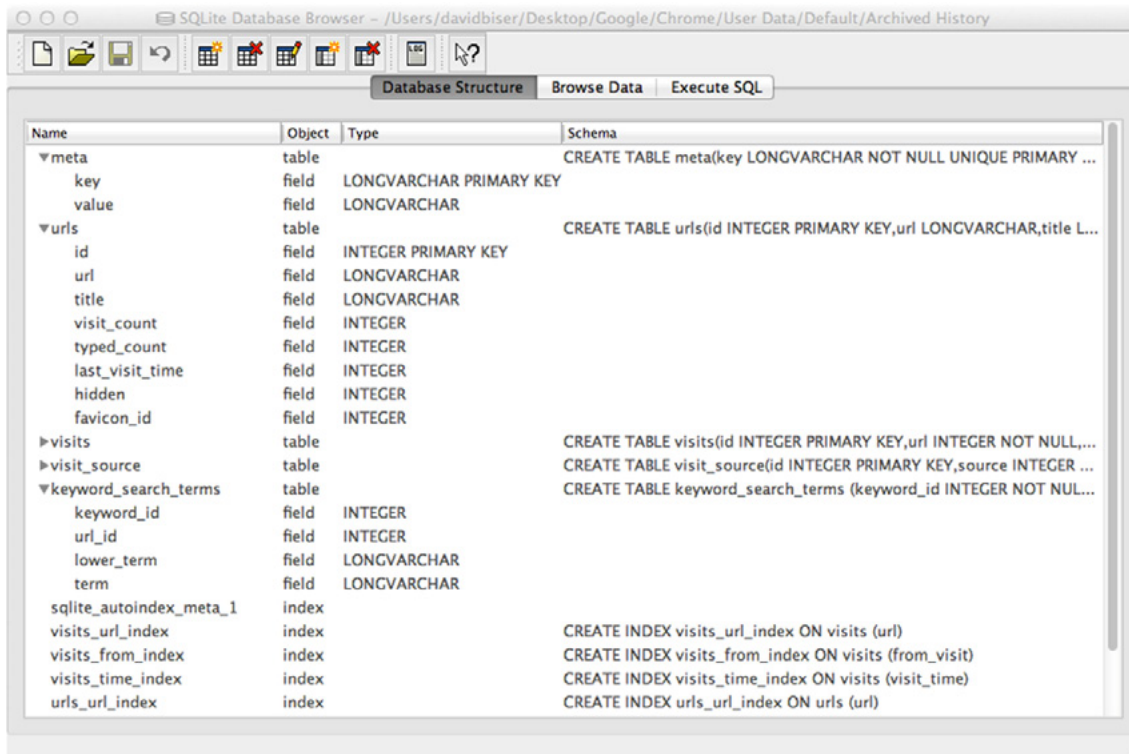 SQLite Database Browser – /Users/davidbiser/Desktop/Google/Chrome/User Data/Default/Archived History
LOG ?
Database Structure Browse Data Execute SQL
Name Object Type Schema
▼meta table CREATE TABLE meta(key LONGVARCHAR NOT NULL UNIQUE PRIMARY ...
key field LONGVARCHAR PRIMARY KEY
value field LONGVARCHAR
▼urls table CREATE TABLE urls(id INTEGER PRIMARY KEY,url LONGVARCHAR,title L...
id field INTEGER PRIMARY KEY
url field LONGVARCHAR
title field LONGVARCHAR
visit_count field INTEGER
typed_count field INTEGER
last_visit_time field INTEGER
hidden field INTEGER
favicon_id field INTEGER
▶visits table CREATE TABLE visits(id INTEGER PRIMARY KEY,url INTEGER NOT NULL,...
▶visit_source table CREATE TABLE visit_source(id INTEGER PRIMARY KEY,source INTEGER ...
▼keyword_search_terms table CREATE TABLE keyword_search_terms (keyword_id INTEGER NOT NUL...
keyword_id field INTEGER
url_id field INTEGER
lower_term field LONGVARCHAR
term field LONGVARCHAR
sqlite_autoindex_meta_1 index
visits_url_index index CREATE INDEX visits_url_index ON visits (url)
visits_from_index index CREATE INDEX visits_from_index ON visits (from_visit)
visits_time_index index CREATE INDEX visits_time_index ON visits (visit_time)
urls_url_index index CREATE INDEX urls_url_index ON urls (url)